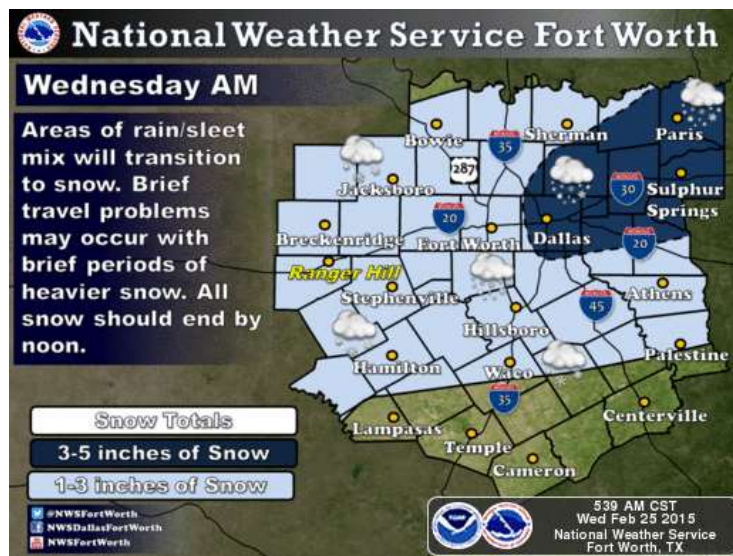 National Weather Service Fort Worth
Wednesday AM
Areas of rain/sleet
mix will transition
to snow. Brief
travel problems
may occur with
brief periods of
heavier snow. All
snow should end by
noon.
Bowie
Sherman
Paris
35
287
Jacksboro
30
Sulphur
Springs
20
Breckenridge
Fort Worth
Dallas
20
Ranger Hill
Stephenville
Athens
45
Hillsboro
Hamilton
Waco
Palestine
35
Lampasas
Centerville
Temple
Cameron
Snow Totals
3-5 inches of Snow
1-3 inches of Snow
@NWSFortWorth
NWSDallasFortWorth
NWSFortWorth
539 AM CST
Wed Feb 25 2015
National Weather Service
Fort Worth, TX